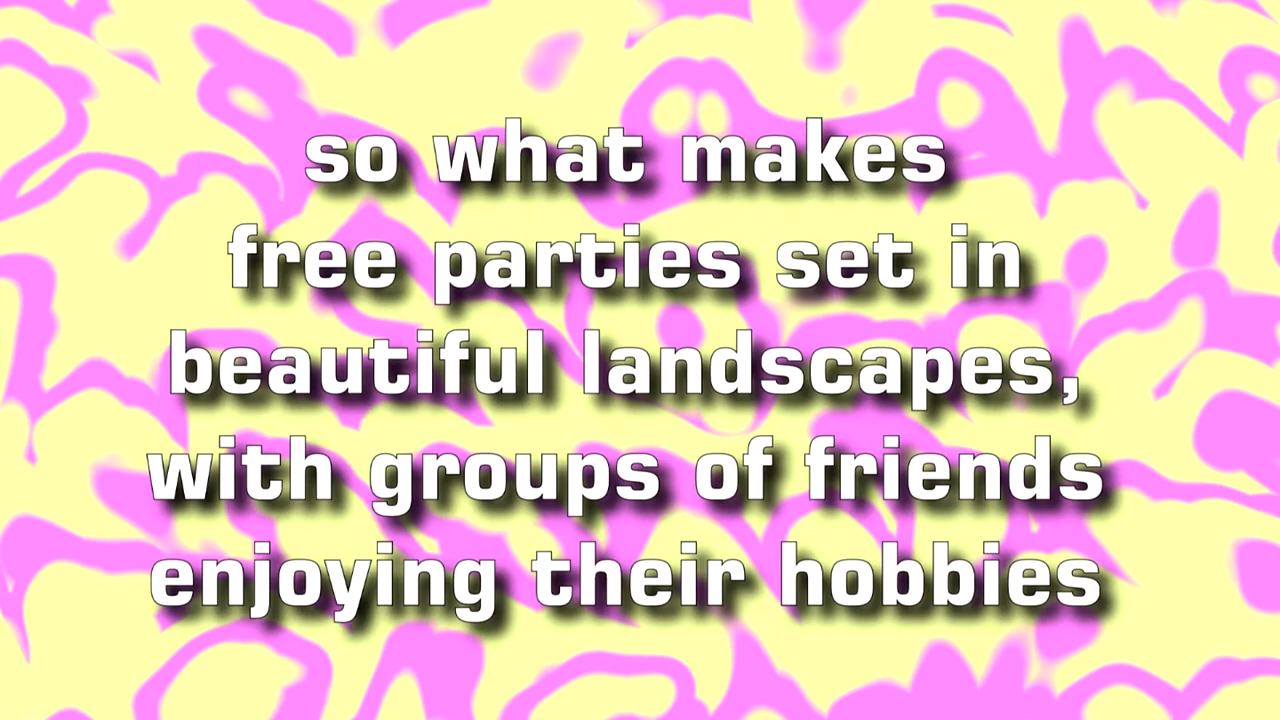 so what makes
free parties set in
beautiful landscapes,
with groups of friends
enjoying their hobbies